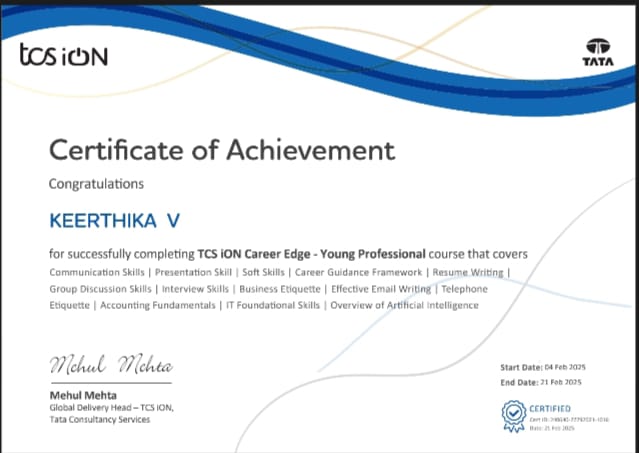 tcs iON
TATA
Certificate of Achievement
Congratulations
KEERTHIKA V
for successfully completing TCS iON Career Edge - Young Professional course that covers
Communication Skills | Presentation Skill | Soft Skills | Career Guidance Framework | Resume Writing |
Group Discussion Skills | Interview Skills | Business Etiquette | Effective Email Writing | Telephone
Etiquette | Accounting Fundamentals | IT Foundational Skills | Overview of Artificial Intelligence
Mehul Mehta
Mehul Mehta
Global Delivery Head – TCS iON,
Tata Consultancy Services
Start Date: 04 Feb 2025
End Date: 21 Feb 2025
CERTIFIED
Cert ID:
Date: 21 Feb 2025